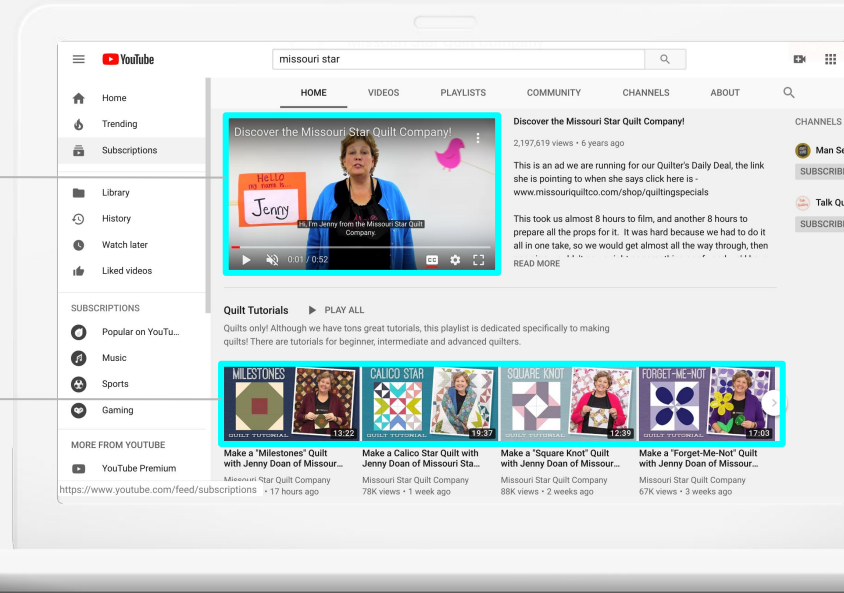 YouTube
missouri star
Home
Trending
Subscriptions
Library
History
Watch later
Liked videos
SUBSCRIPTIONS
Popular on YouTu...
Music
Sports
Gaming
MORE FROM YOUTUBE
YouTube Premium
https://www.youtube.com/feed/subscriptions
HOME VIDEOS PLAYLISTS COMMUNITY CHANNELS ABOUT
Discover the Missouri Star Quilt Company!
Hello
my name is...
Jenny
Hi, I'm Jenny from the Missouri Star Quilt
Company.
0:01 / 0:52
CC
Discover the Missouri Star Quilt Company!
2,197,619 views • 6 years ago
This is an ad we are running for our Quilter's Daily Deal, the link
she is pointing to when she says click here is -
www.missouriquiltco.com/shop/quiltingspecials
This took us almost 8 hours to film, and another 8 hours to
prepare all the props for it. It was hard because we had to do it
all in one take, so we would get almost all the way through, then
READ MORE
CHANNELS
Man Se
SUBSCRIBE
Talk Qu
SUBSCRIBE
Quilt Tutorials PLAY ALL
Quilts only! Although we have tons great tutorials, this playlist is dedicated specifically to making
quilts! There are tutorials for beginner, intermediate and advanced quilters.
MILESTONES
QUILT TUTORIAL
13:22
Make a "Milestones" Quilt
with Jenny Doan of Missour...
Missouri Star Quilt Company
• 17 hours ago
CALICO STAR
QUILT TUTORIAL
19:37
Make a Calico Star Quilt with
Jenny Doan of Missouri Sta...
Missouri Star Quilt Company
78K views • 1 week ago
SQUARE KNOT
QUILT TUTORIAL
12:39
Make a "Square Knot" Quilt
with Jenny Doan of Missour...
Missouri Star Quilt Company
88K views • 2 weeks ago
FORGET-ME-NOT
QUILT TUTORIAL
17:03
Make a "Forget-Me-Not" Quilt
with Jenny Doan of Missour...
Missouri Star Quilt Company
67K views • 3 weeks ago